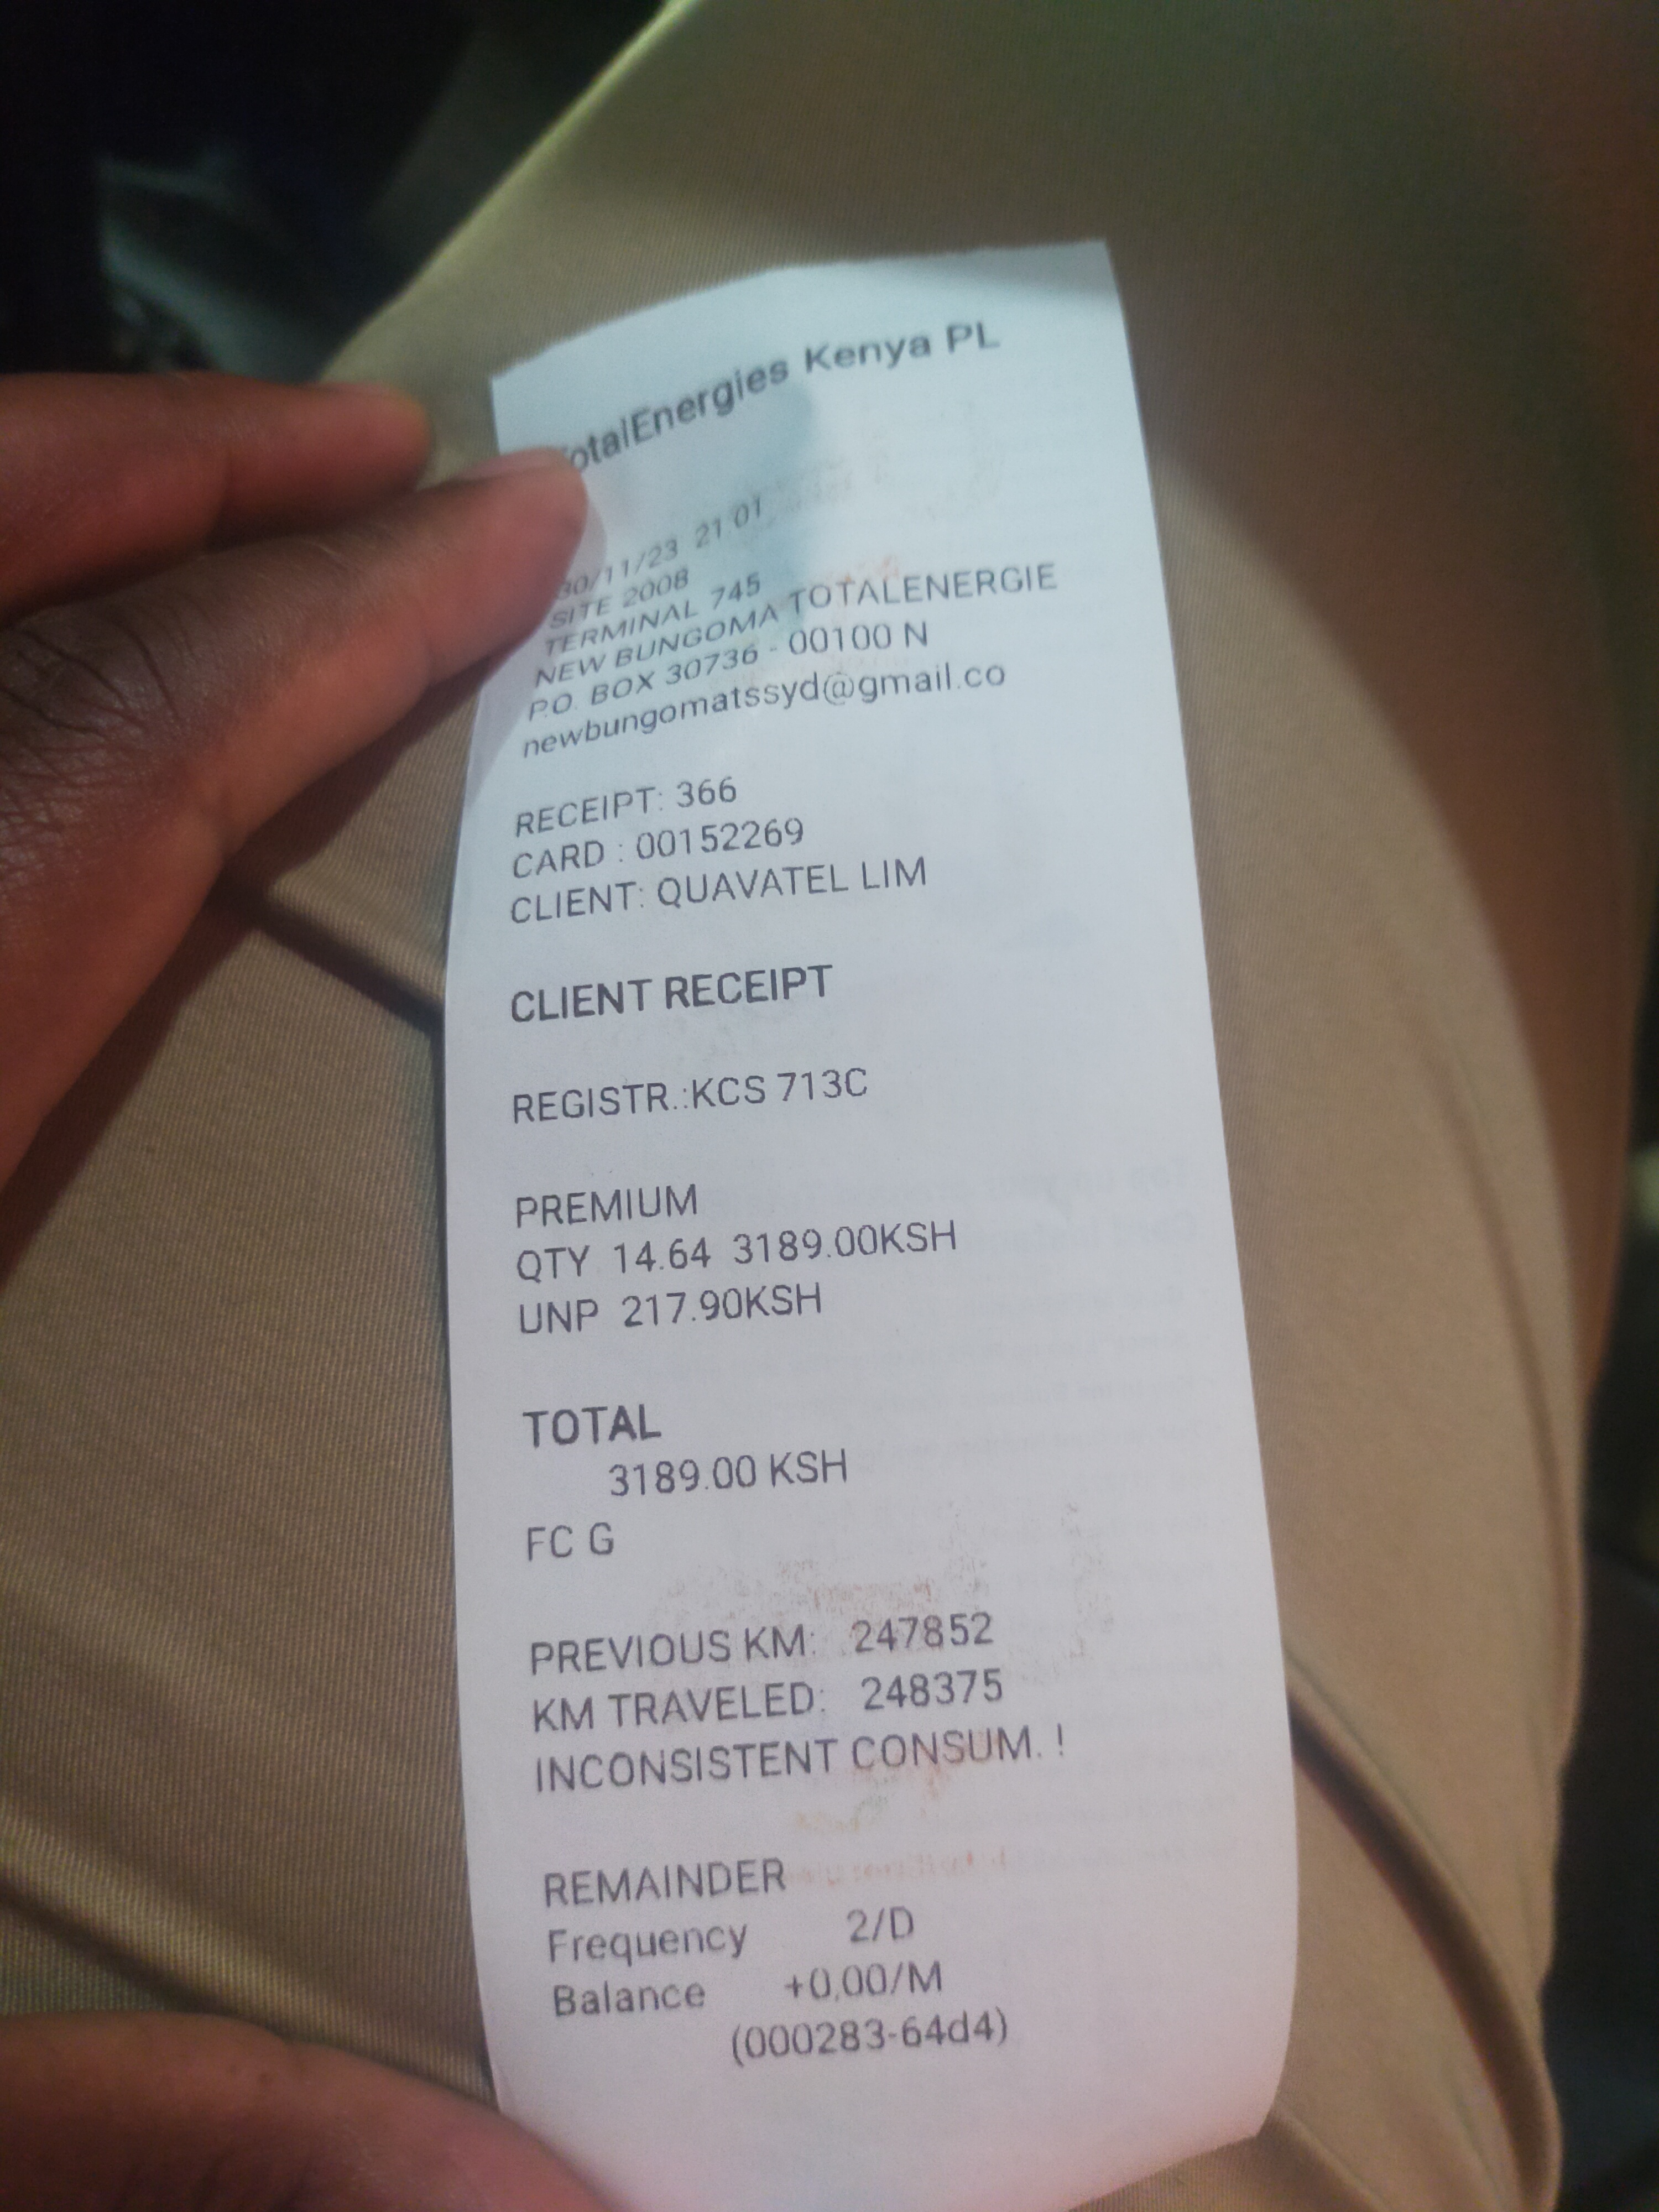 TotalEnergies Kenya PL
30/11/23 21:01
SITE 2008
TERMINAL 745
NEW BUNGOMA TOTALENERGIE
P.O. BOX 30736 - 00100 N
newbungomatssyd@gmail.co
RECEIPT: 366
CARD : 00152269
CLIENT: QUAVATEL LIM
CLIENT RECEIPT
REGISTR.:KCS 713C
PREMIUM
QTY 14.64 3189.00KSH
UNP 217.90KSH
TOTAL
3189.00 KSH
FC G
PREVIOUS KM: 247852
KM TRAVELED: 248375
INCONSISTENT CONSUM. !
REMAINDER
Frequency 2/D
Balance +0,00/M
(000283-64d4)